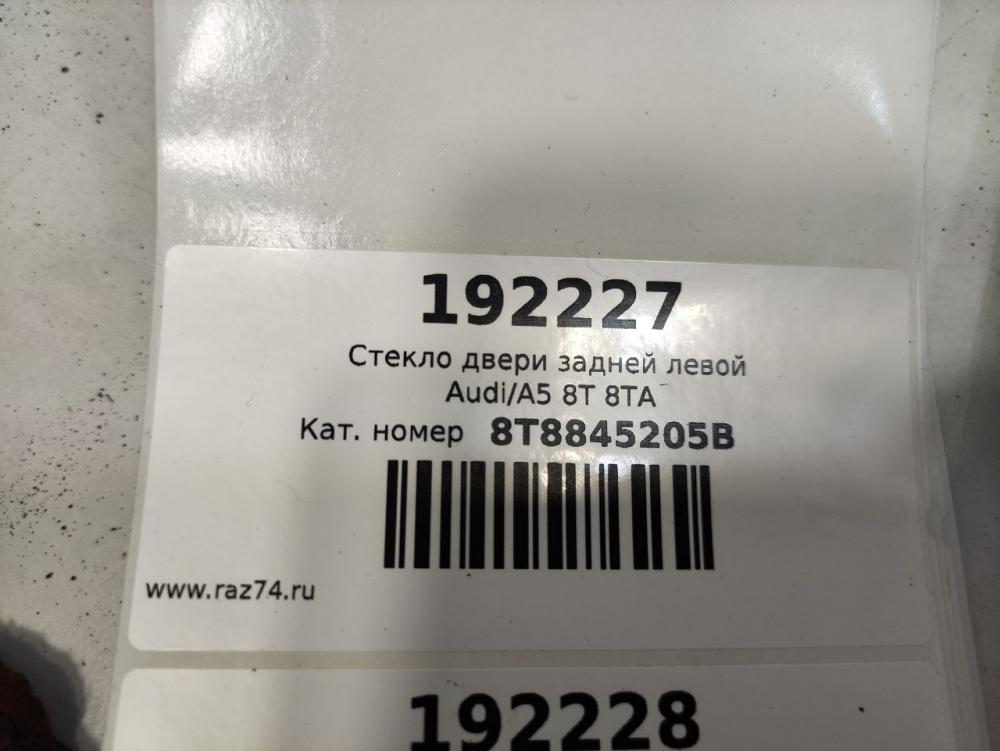 192227
Стекло двери задней левой
Audi/A5 8T 8TA
Кат. номер 8T8845205B
www.raz74.ru
192228